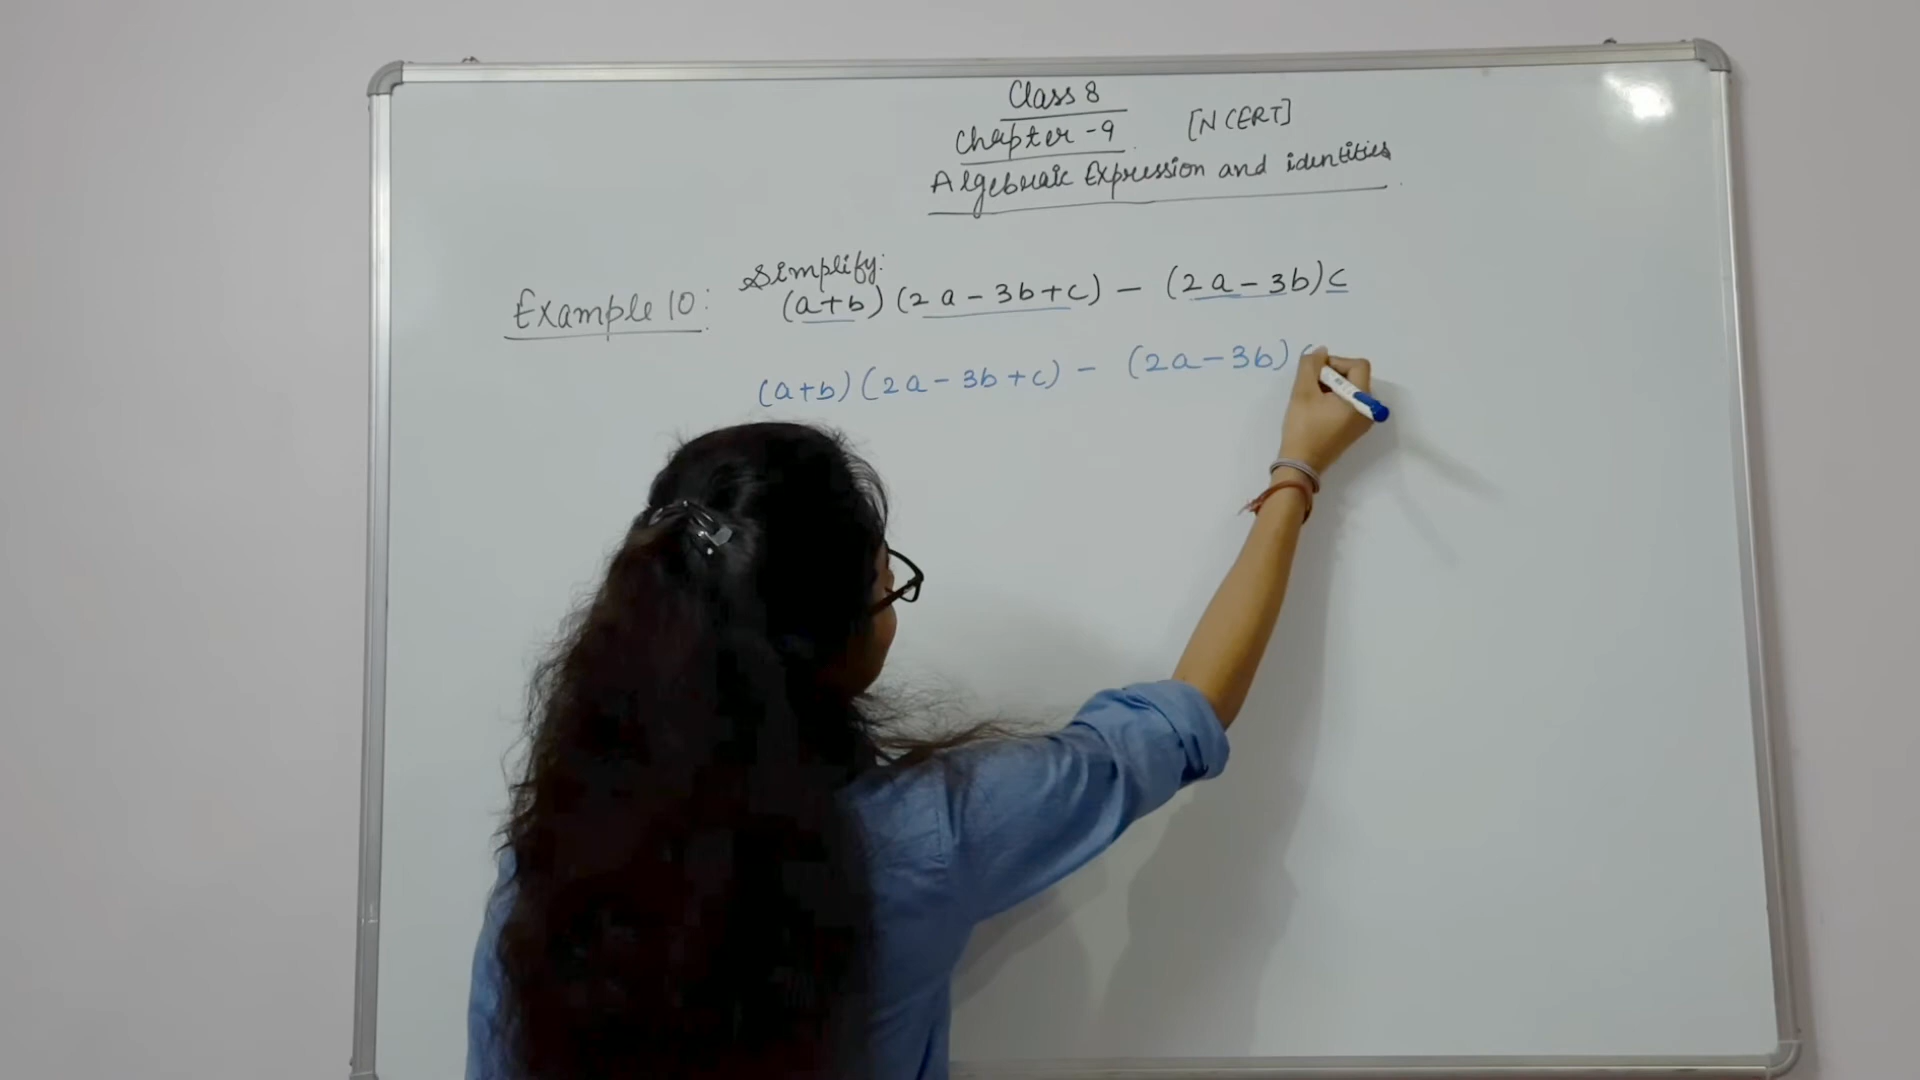 Class 8
Chapter - 9 [NCERT]
Algebraic Expression and identities
Simplify:
Example 10: (a+b) (2a - 3b + c) - (2a - 3b) c
(a+b) (2a - 3b + c) - (2a - 3b)